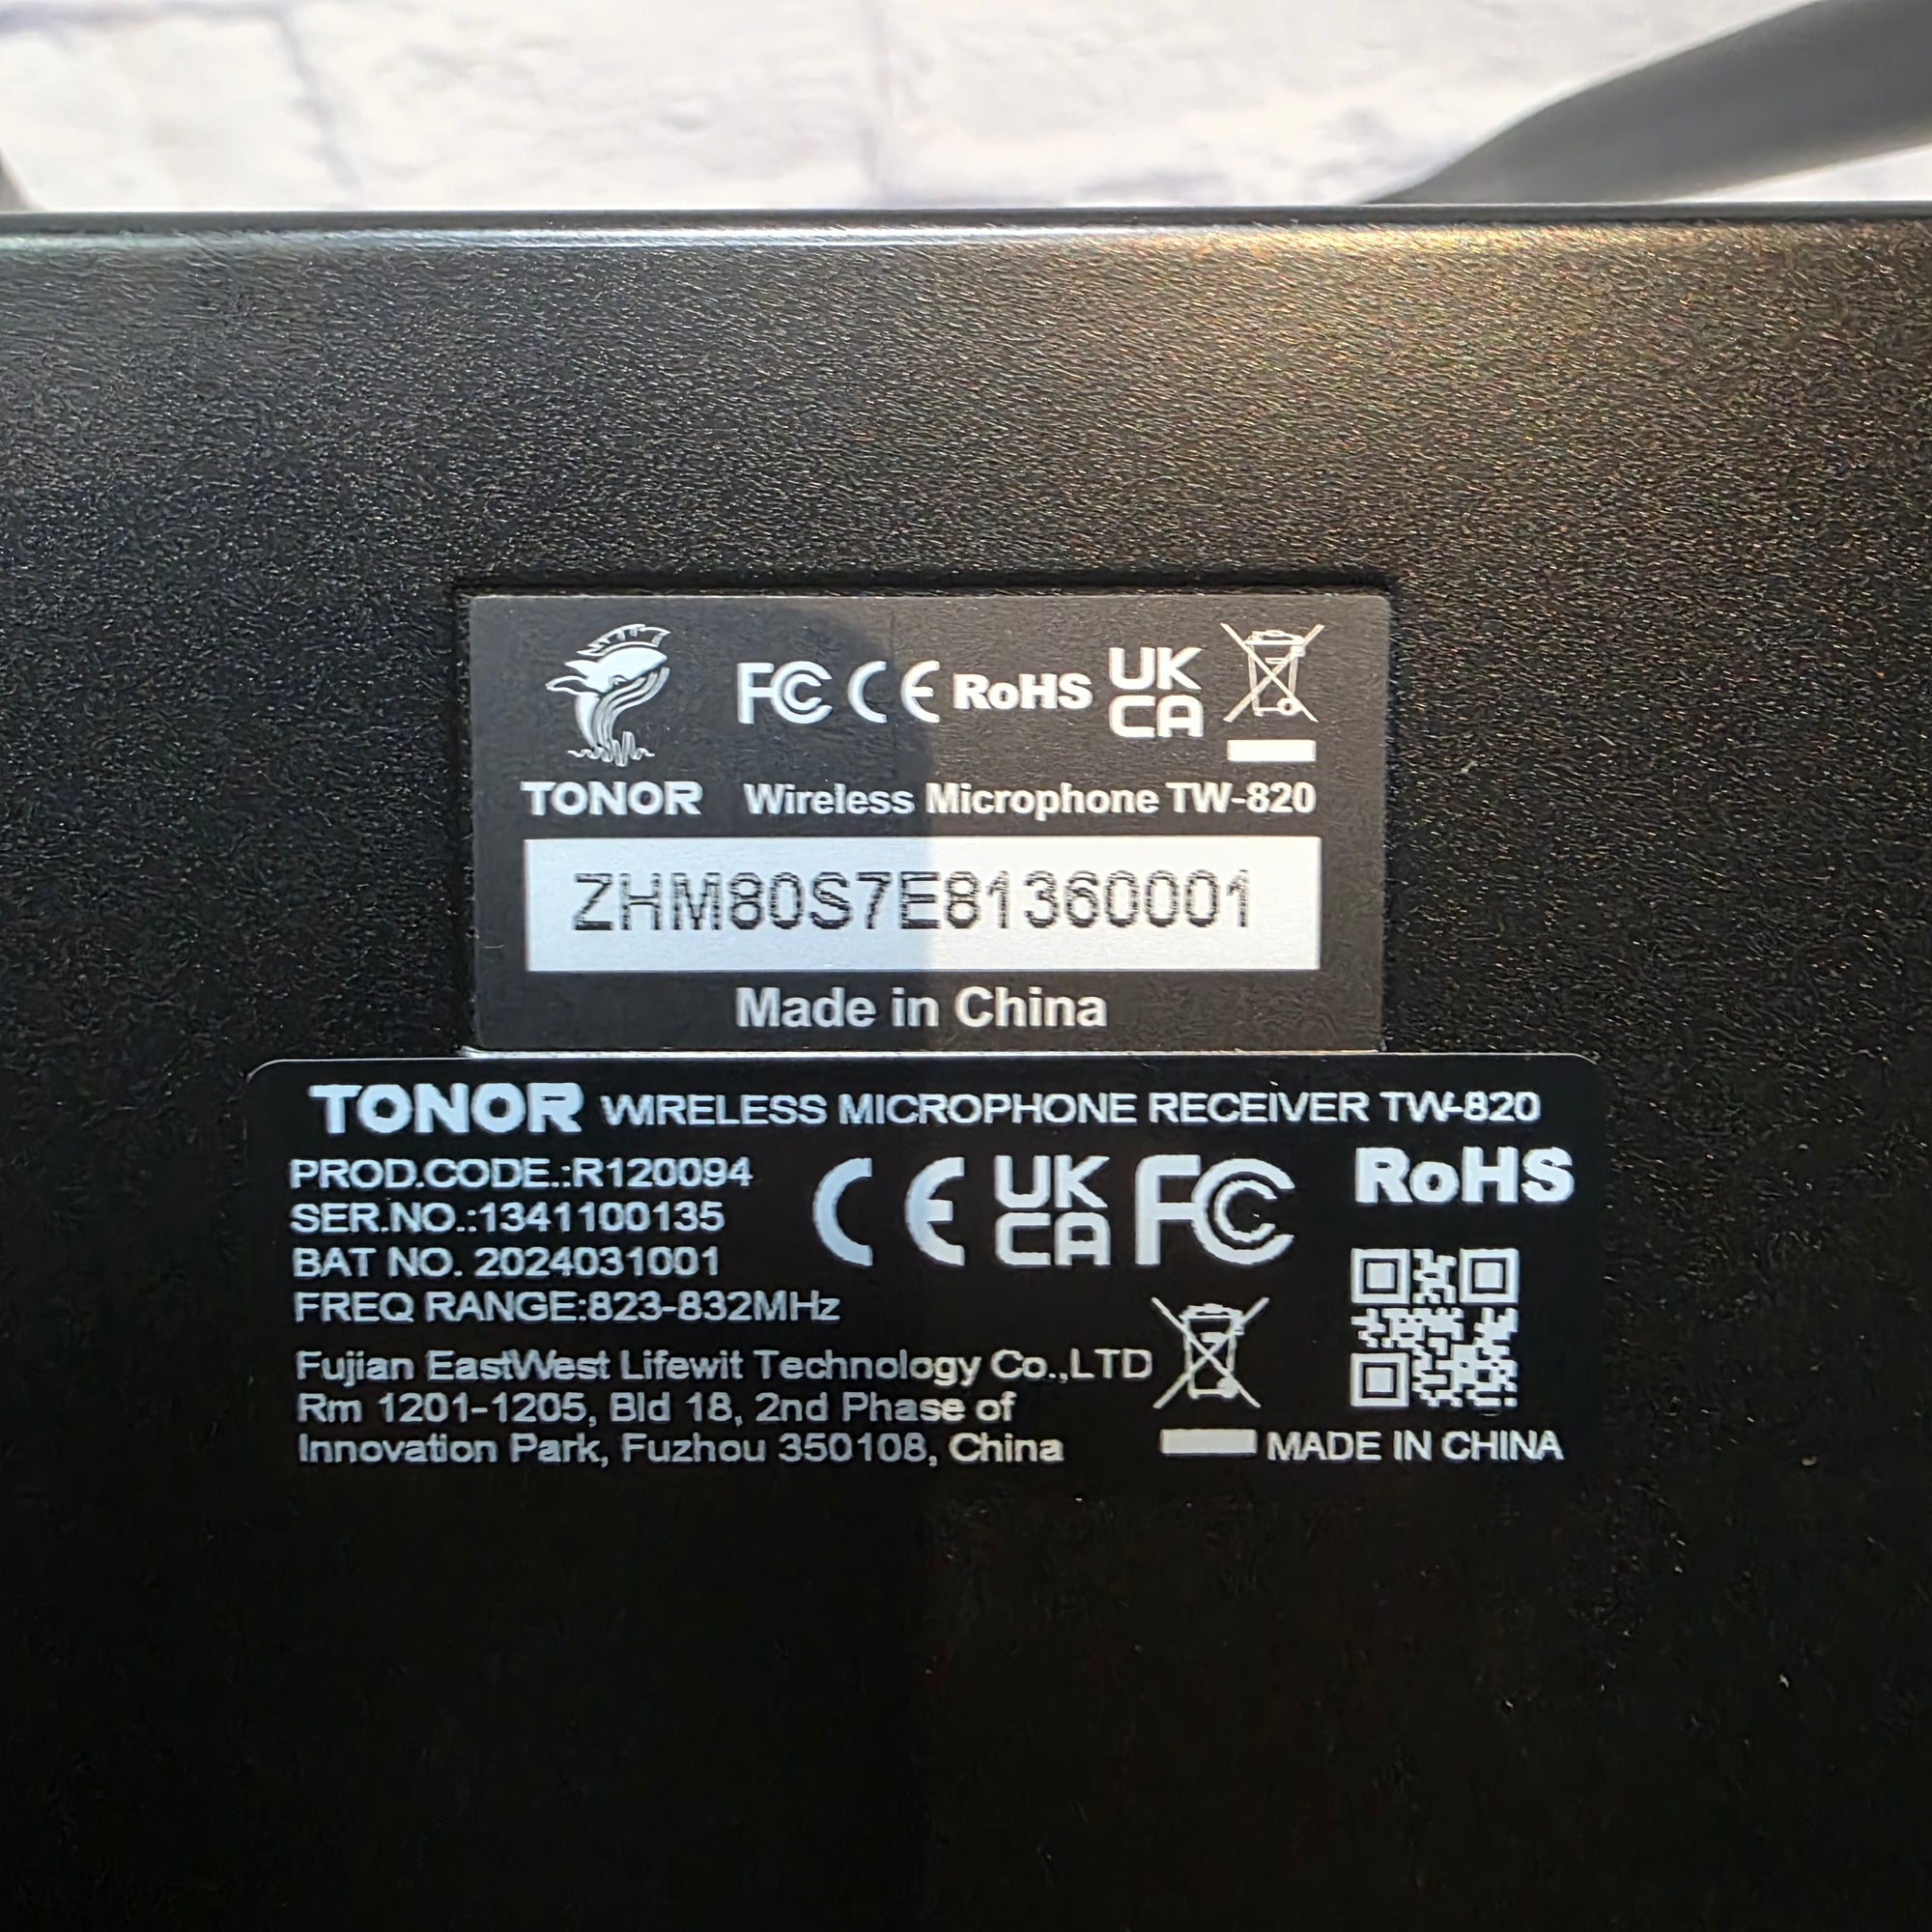 FC CE RoHS UK
CA
TONOR Wireless Microphone TW-820
ZHM80S7E81360001
Made in China
TONOR WIRELESS MICROPHONE RECEIVER TW-820
PROD.CODE.:R120094
SER.NO.:1341100135
BAT NO. 2024031001
FREQ RANGE:823-832MHz
CE UK
CA FC RoHS
Fujian EastWest Lifewit Technology Co.,LTD
Rm 1201-1205, Bld 18, 2nd Phase of
Innovation Park, Fuzhou 350108, China
MADE IN CHINA